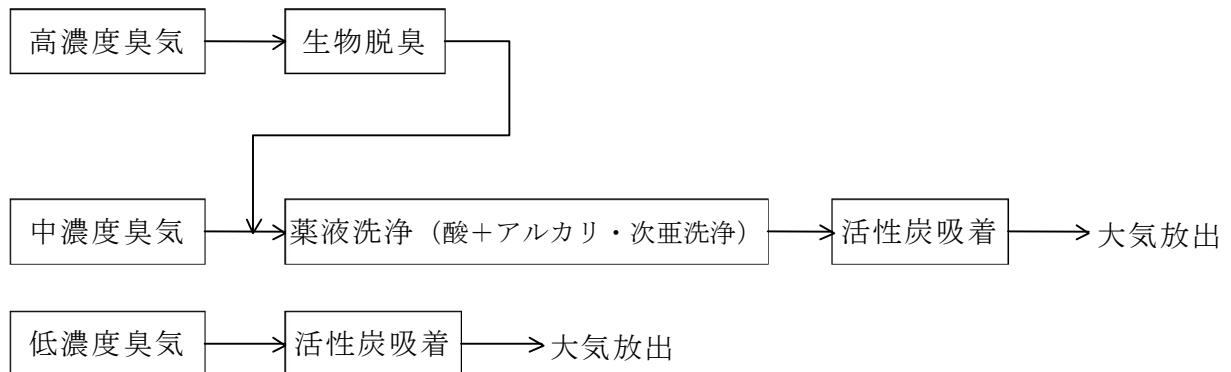 高濃度臭気 生物脱臭
中濃度臭気 薬液洗浄（酸＋アルカリ・次亜洗浄） 活性炭吸着 大気放出
低濃度臭気 活性炭吸着 大気放出